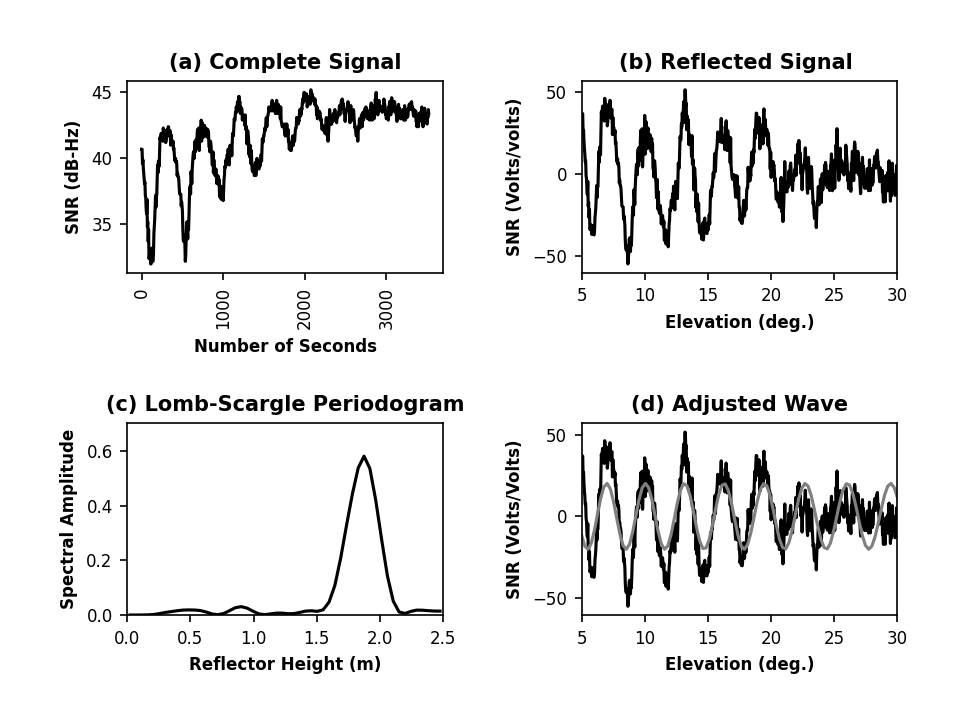 (a) Complete Signal
SNR (dB-Hz)
45
40
35
0
1000
2000
3000
Number of Seconds
(b) Reflected Signal
SNR (Volts/volts)
50
0
−50
5 10 15 20 25 30
Elevation (deg.)
(c) Lomb-Scargle Periodogram
Spectral Amplitude
0.6
0.4
0.2
0.0
0.0 0.5 1.0 1.5 2.0 2.5
Reflector Height (m)
(d) Adjusted Wave
SNR (Volts/Volts)
50
0
−50
5 10 15 20 25 30
Elevation (deg.)